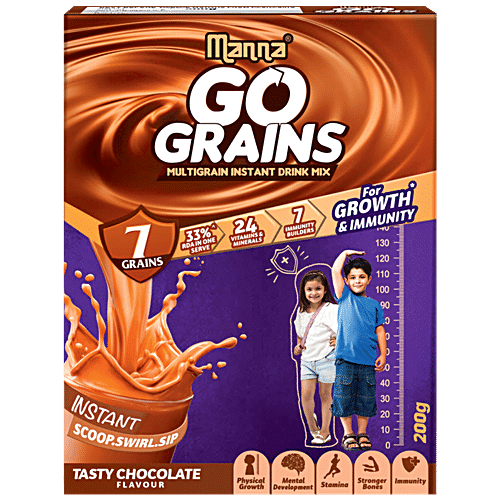 Manna®
GO
GRAINS
MULTIGRAIN INSTANT DRINK MIX
7
GRAINS
33%^
RDA IN ONE
SERVE
24
VITAMINS &
MINERALS
7
IMMUNITY
BUILDERS
For
GROWTH*
& IMMUNITY
140
130
120
110
100
90
80
70
60
50
40
30
20
10
0
200g
INSTANT
SCOOP.SWIRL.SIP
TASTY CHOCOLATE
FLAVOUR
Physical
Growth
Mental
Development
Stamina
Stronger
Bones
Immunity